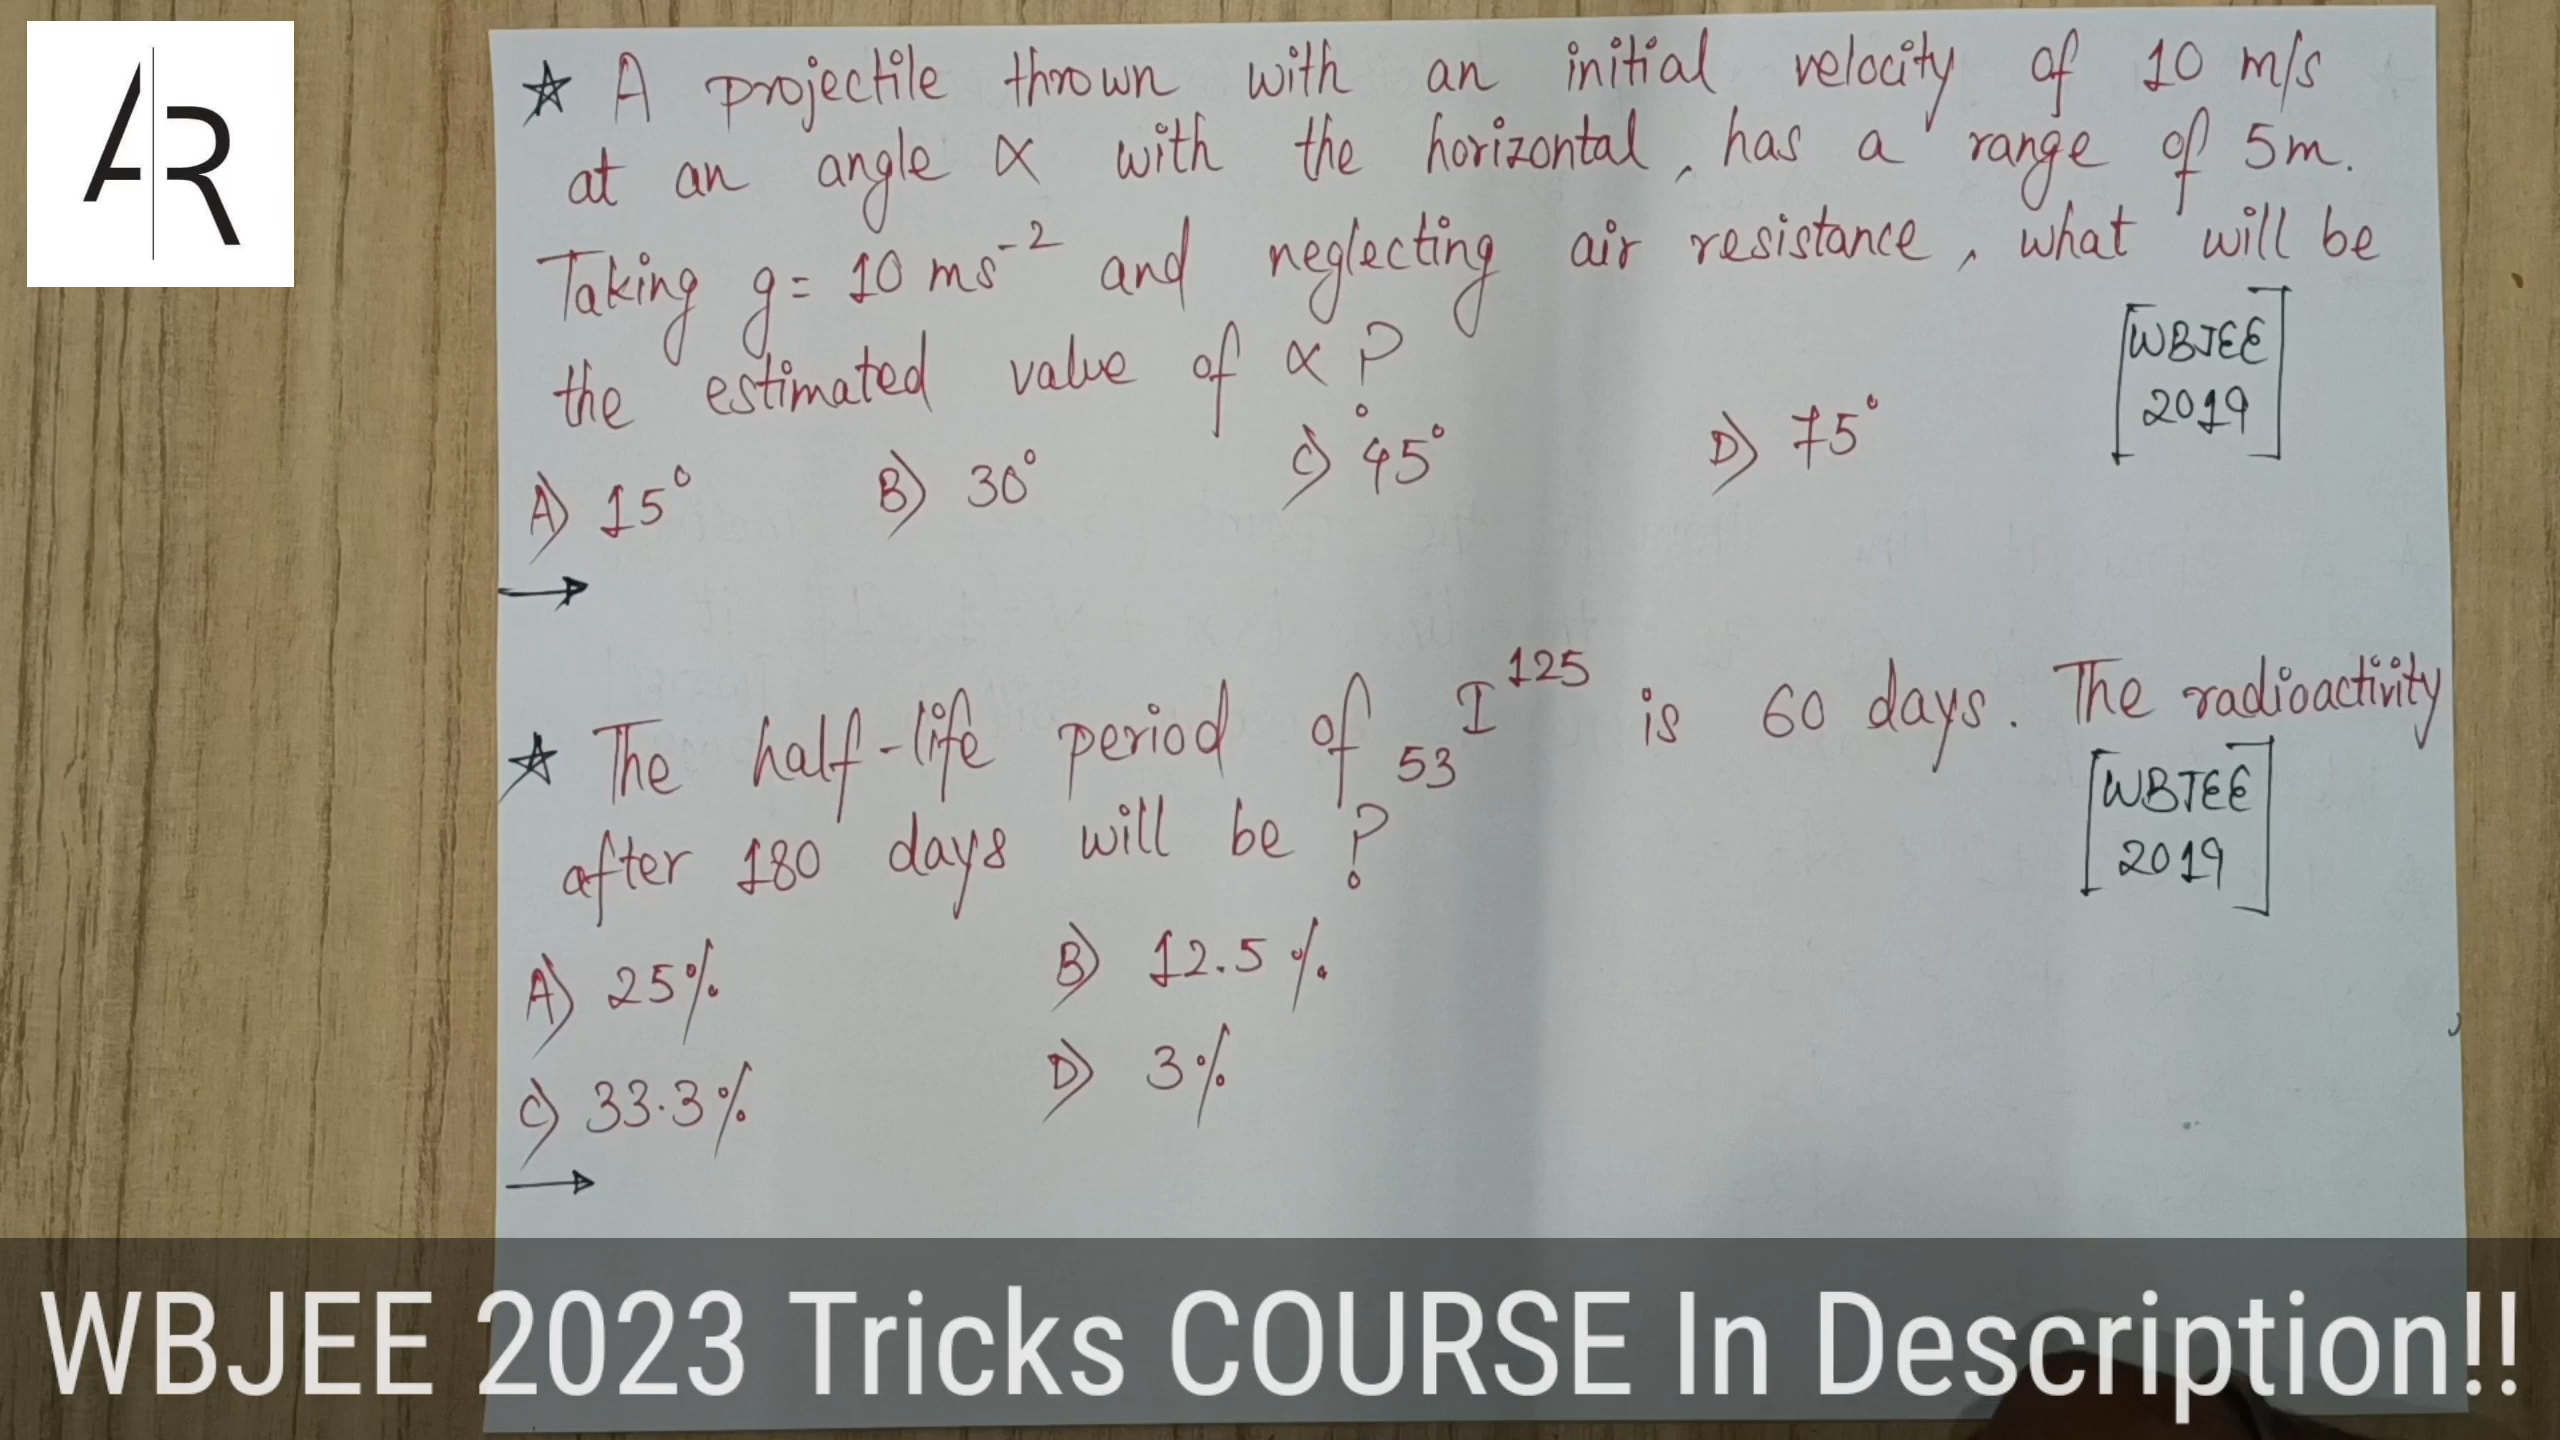 AR
☆ A projectile thrown with an initial velocity of 10 m/s
at an angle α with the horizontal, has a range of 5m.
Taking g = 10 ms⁻² and neglecting air resistance, what will be
the estimated value of α ?
[WBJEE
2019]
A) 15° B) 30° C) 45° D) 75°
→
☆ The half-life period of ₅₃I¹²⁵ is 60 days. The radioactivity
after 180 days will be ?
[WBJEE
2019]
A) 25% B) 12.5 %
C) 33.3% D) 3%
→
WBJEE 2023 Tricks COURSE In Description!!